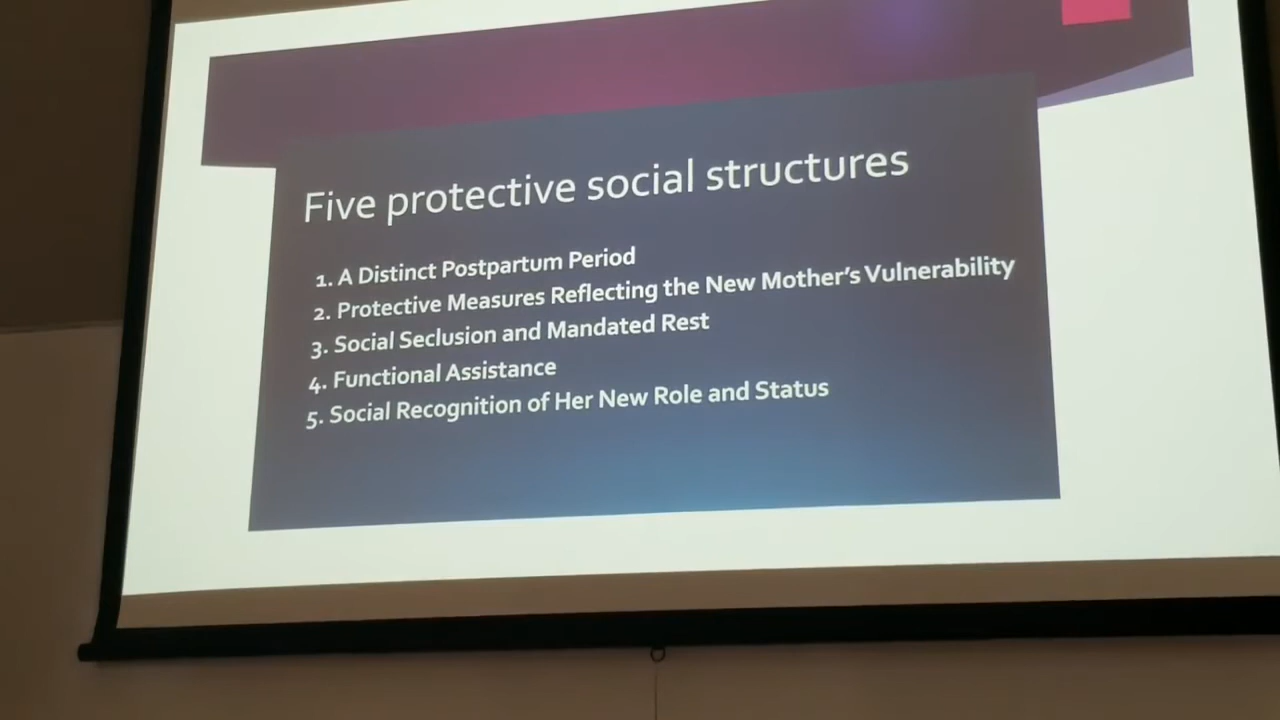 Five protective social structures
1. A Distinct Postpartum Period
2. Protective Measures Reflecting the New Mother's Vulnerability
3. Social Seclusion and Mandated Rest
4. Functional Assistance
5. Social Recognition of Her New Role and Status